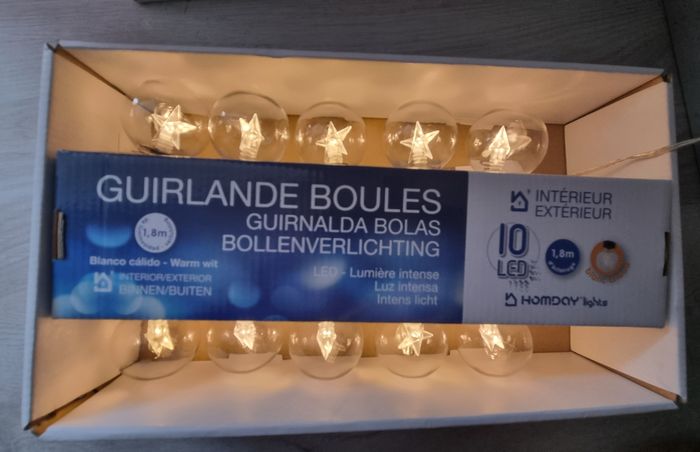 GUIRLANDE BOULES
GUIRNALDA BOLAS
BOLLENVERLICHTING
1,8m
Blanco cálido - Warm wit
INTERIOR/EXTERIOR
BINNEN/BUITEN
LED - Lumière intense
Luz intensa
Intens licht
INTÉRIEUR
EXTÉRIEUR
10
LED
1,8m
HOMDAY lights